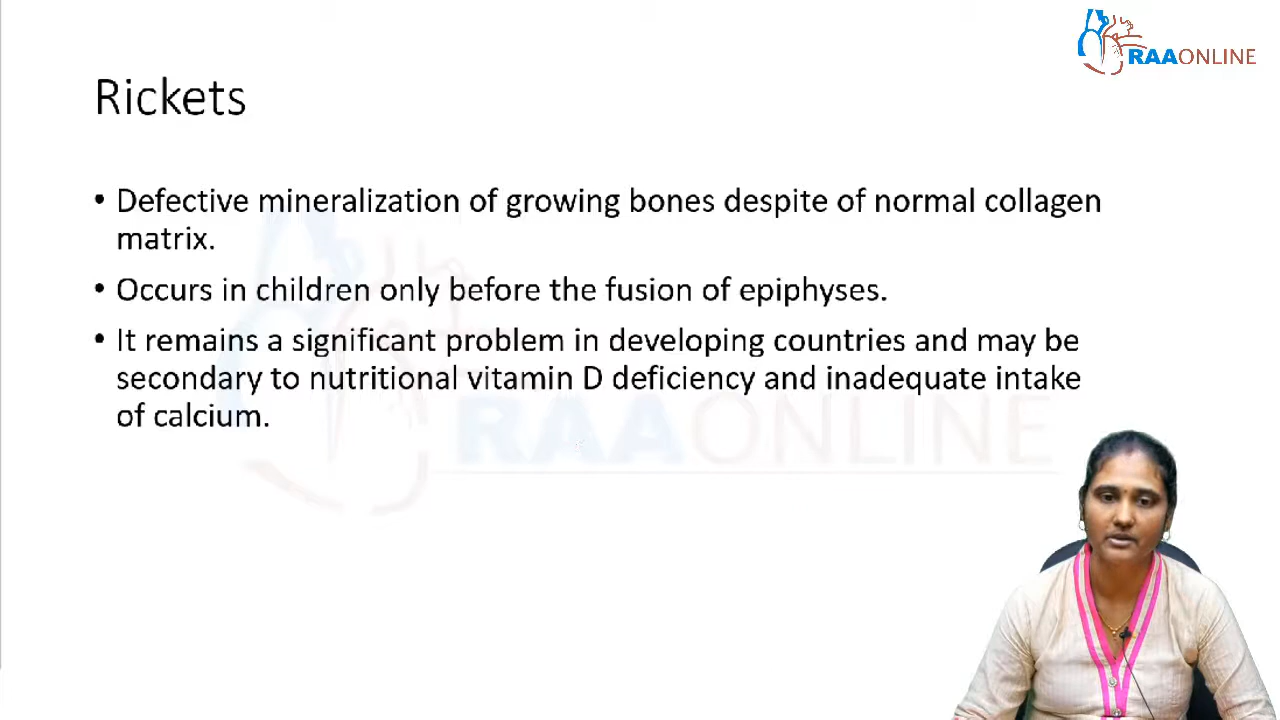 RAAONLINE
Rickets
• Defective mineralization of growing bones despite of normal collagen
matrix.
• Occurs in children only before the fusion of epiphyses.
• It remains a significant problem in developing countries and may be
secondary to nutritional vitamin D deficiency and inadequate intake
of calcium.
RAAONLINE